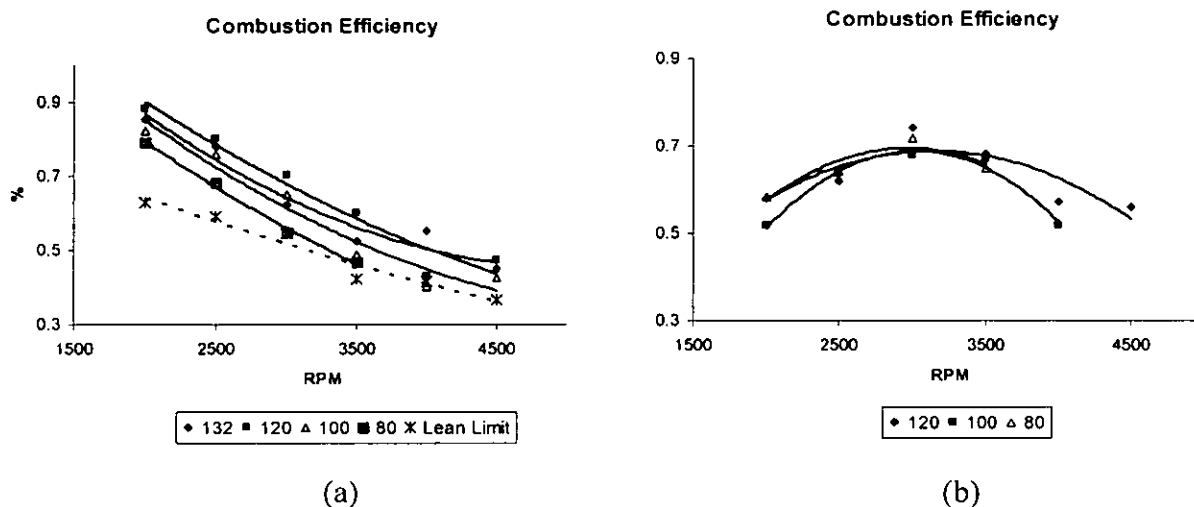 Combustion Efficiency
0.9
0.7
0.5
0.3
%
1500 2500 3500 4500
RPM
132 120 100 80 Lean Limit
(a)
Combustion Efficiency
0.9
0.7
0.5
0.3
1500 2500 3500 4500
RPM
120 100 80
(b)